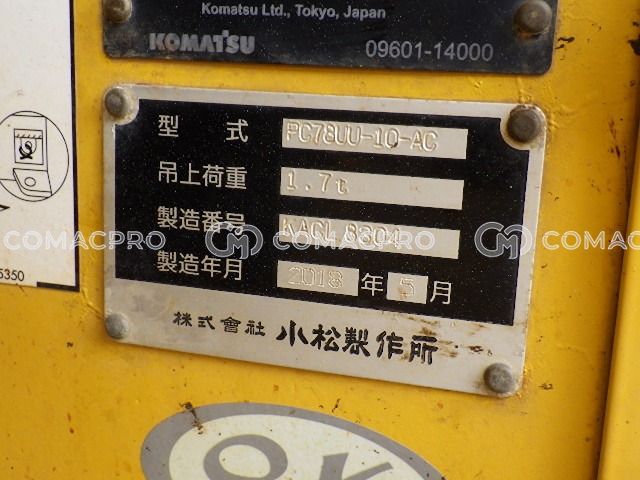 Komatsu Ltd., Tokyo, Japan
KOMATSU 09601-14000
型 式 PC78UU-10-AC
吊上荷重 1.7t
製造番号
製造年月 2018 年 5 月
株式會社 小松製作所
COMACPRO COMACPRO COMACPRO
5350
OK